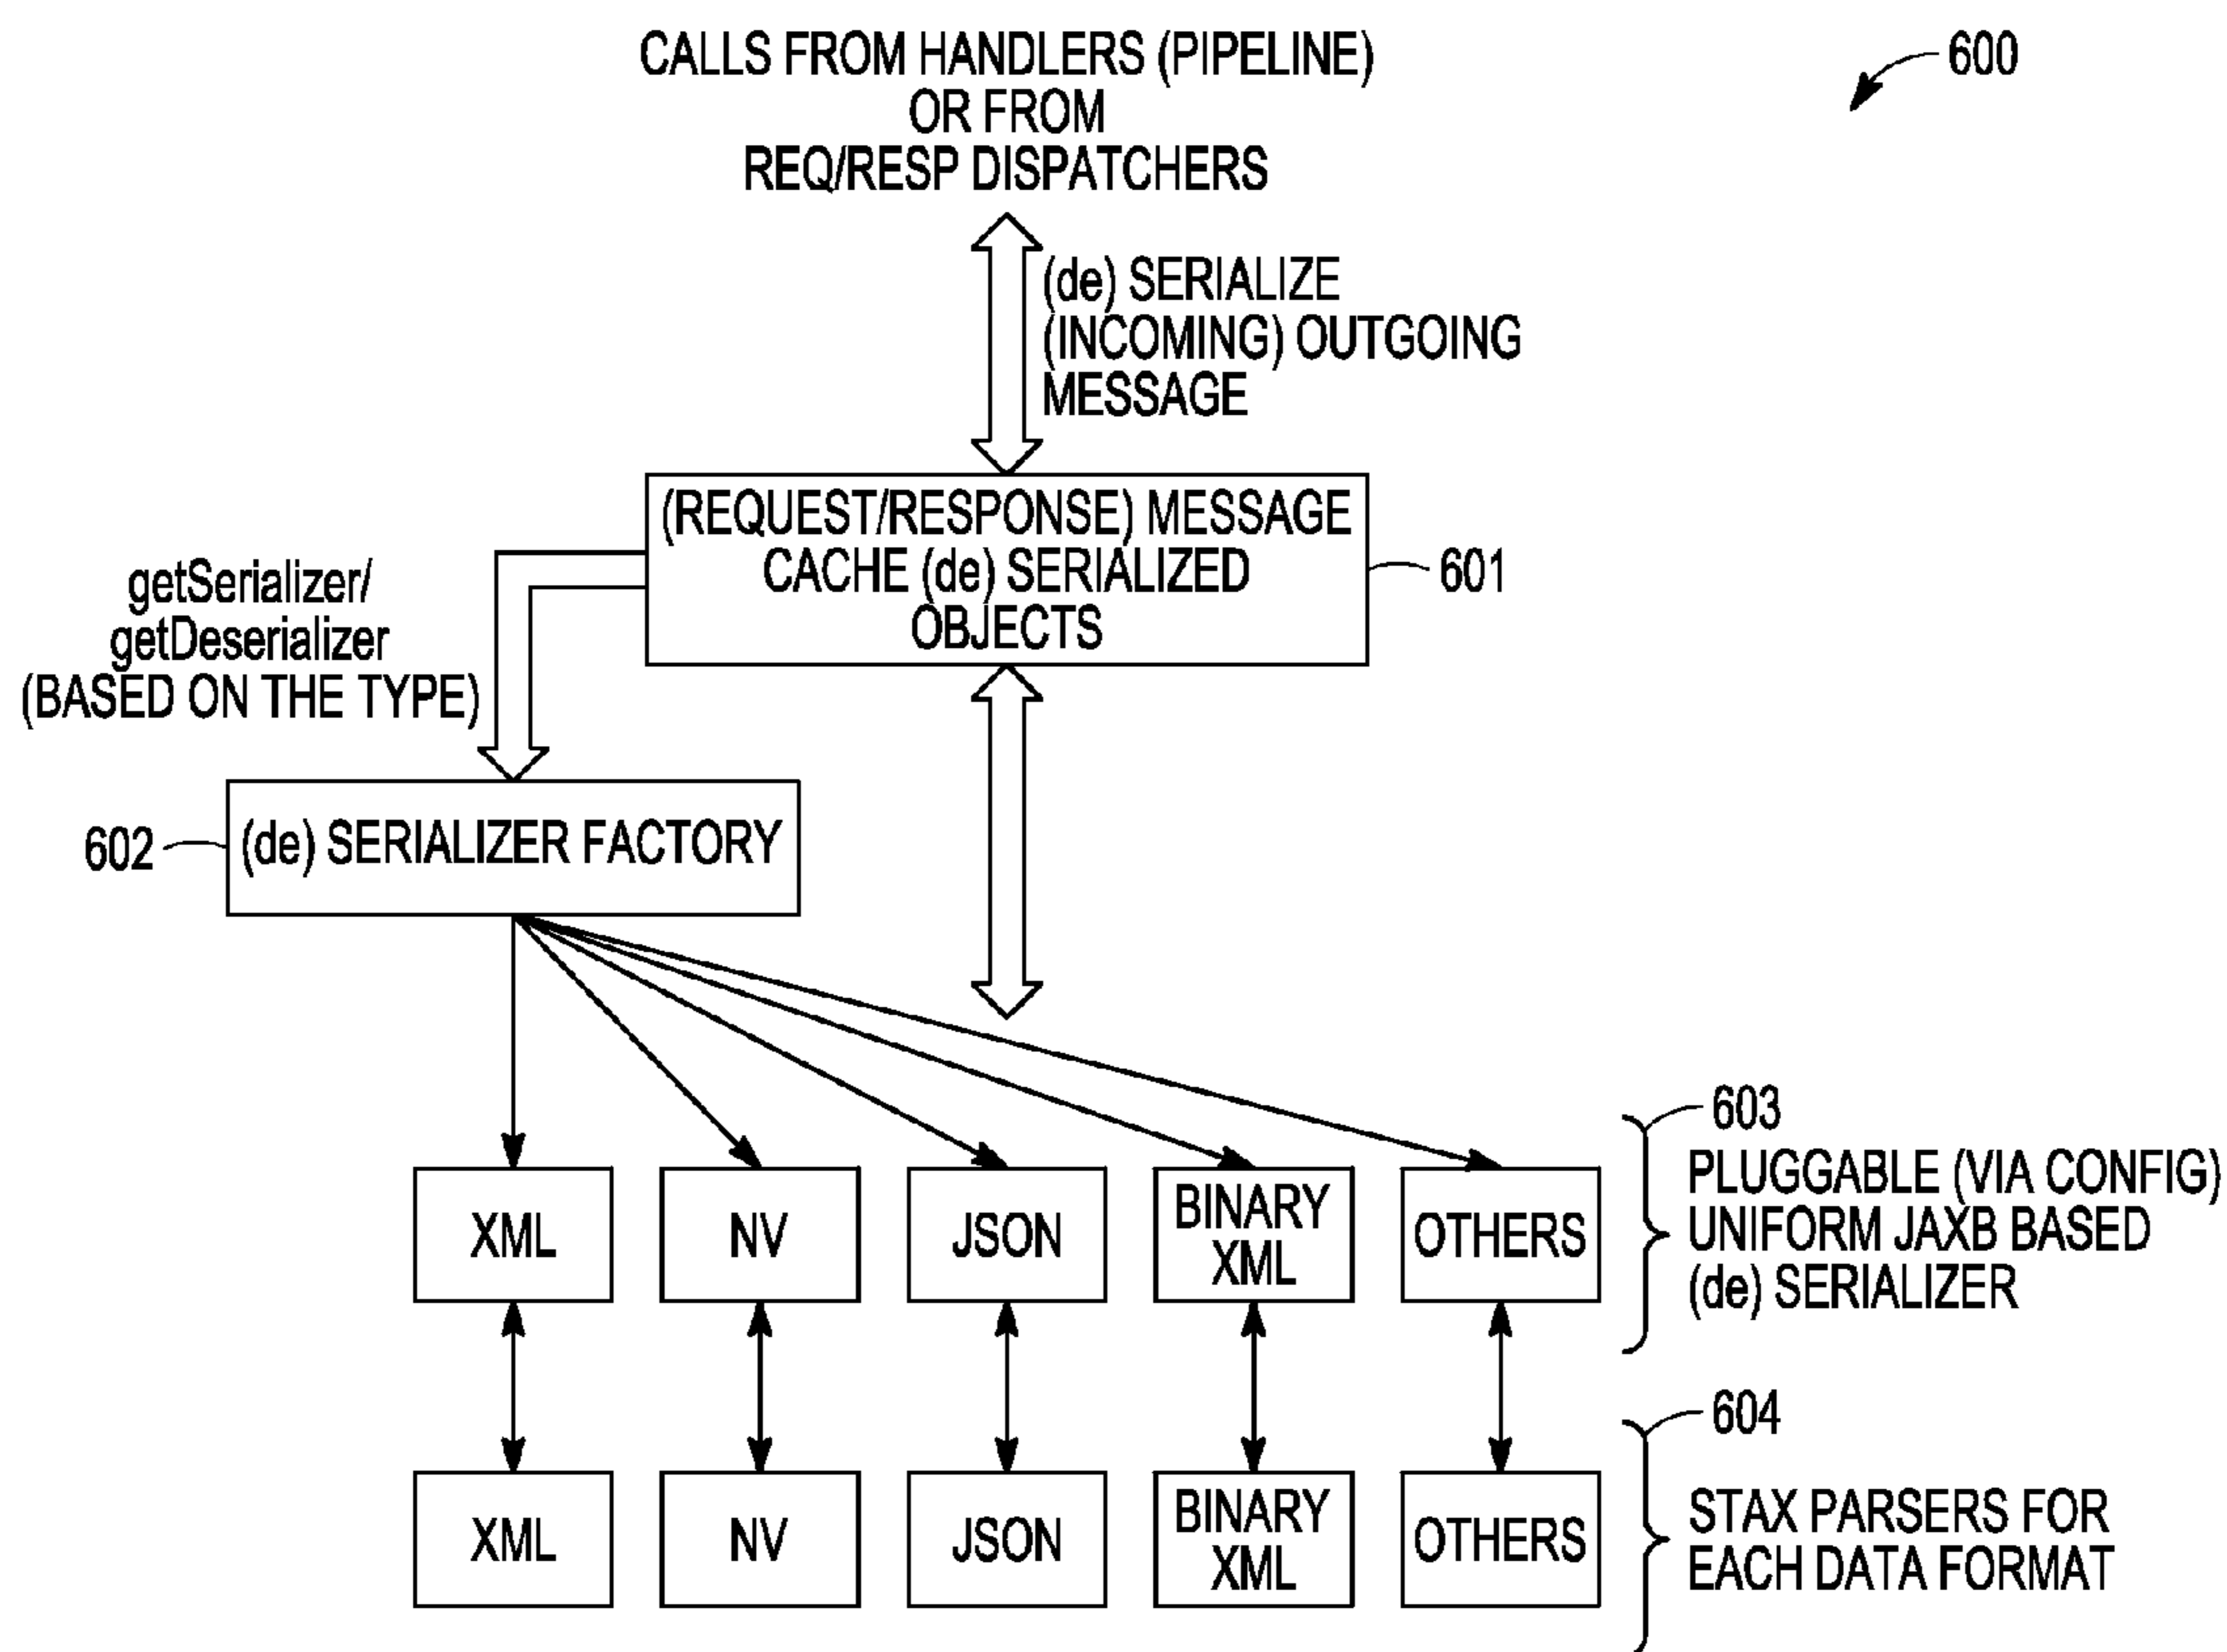 CALLS FROM HANDLERS (PIPELINE)
OR FROM
REQ/RESP DISPATCHERS
600
(de) SERIALIZE
(INCOMING) OUTGOING
MESSAGE
(REQUEST/RESPONSE) MESSAGE
CACHE (de) SERIALIZED
OBJECTS
601
getSerializer/
getDeserializer
(BASED ON THE TYPE)
602
(de) SERIALIZER FACTORY
603
PLUGGABLE (VIA CONFIG)
UNIFORM JAXB BASED
(de) SERIALIZER
XML
NV
JSON
BINARY
XML
OTHERS
604
STAX PARSERS FOR
EACH DATA FORMAT
XML
NV
JSON
BINARY
XML
OTHERS